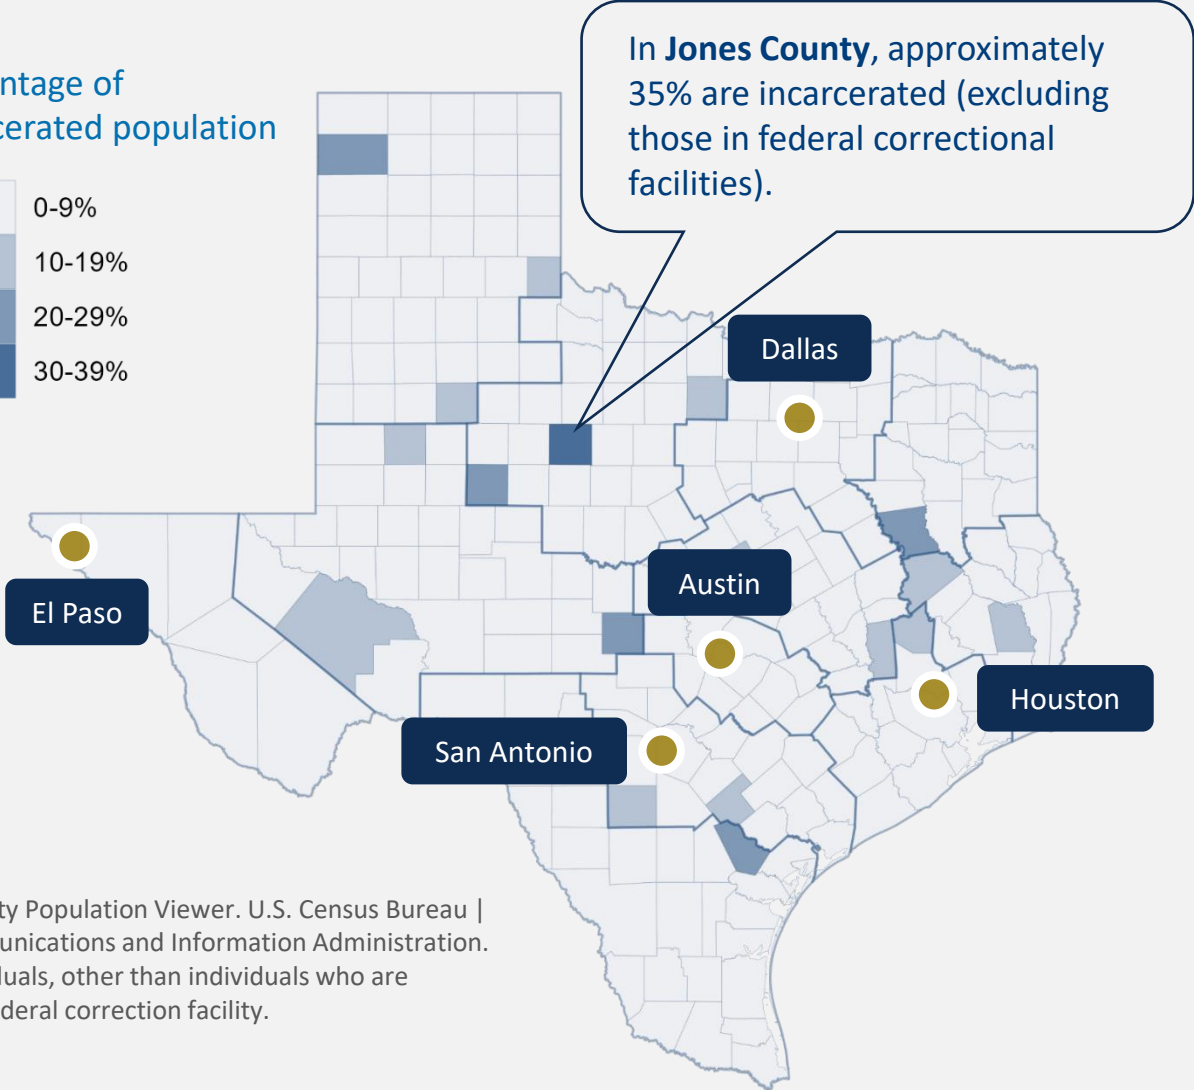 ntage of
cerated population
0-9%
10-19%
20-29%
30-39%
In Jones County, approximately
35% are incarcerated (excluding
those in federal correctional
facilities).
Dallas
El Paso
Austin
Houston
San Antonio
ty Population Viewer. U.S. Census Bureau |
unications and Information Administration.
duals, other than individuals who are
deral correction facility.